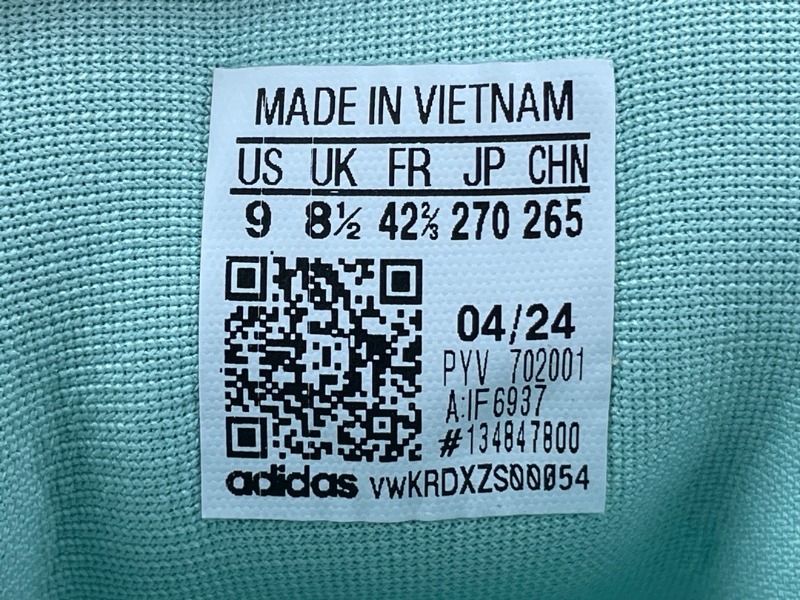 MADE IN VIETNAM
US UK FR JP CHN
9 8½ 42⅔ 270 265
04/24
PYV 702001
A:IF6937
#134847800
adidas vwKRDXZS00054